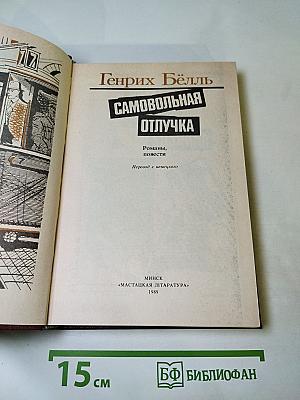 Генрих Бёлль
САМОВОЛЬНАЯ
ОТЛУЧКА
Романы,
повести
Перевод с немецкого
МИНСК
«МАСТАЦКАЯ ЛІТАРАТУРА»
1989
15 см
БФ БИБЛИОФАН